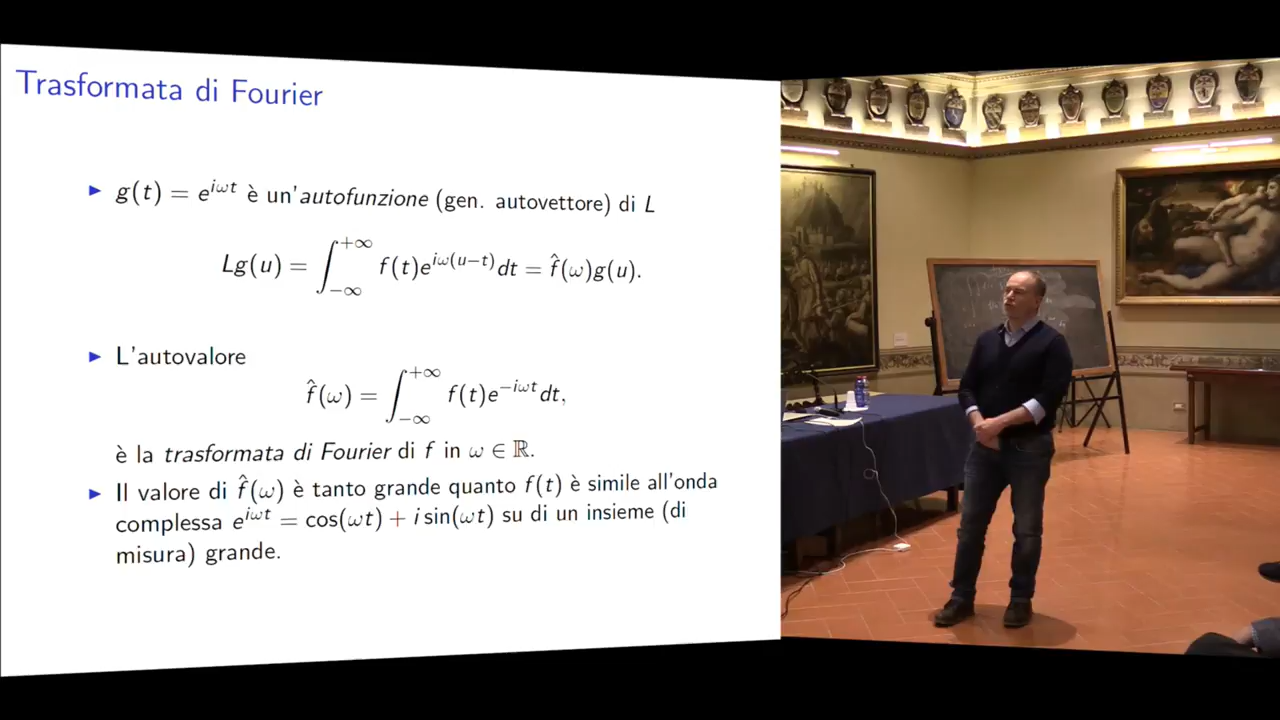 Trasformata di Fourier
▶ g(t) = e^{iωt} è un'autofunzione (gen. autovettore) di L
Lg(u) = ∫_{−∞}^{+∞} f(t)e^{iω(u−t)}dt = f̂(ω)g(u).
▶ L'autovalore
f̂(ω) = ∫_{−∞}^{+∞} f(t)e^{−iωt}dt,
è la trasformata di Fourier di f in ω ∈ ℝ.
▶ Il valore di f̂(ω) è tanto grande quanto f(t) è simile all'onda
complessa e^{iωt} = cos(ωt) + i sin(ωt) su di un insieme (di
misura) grande.